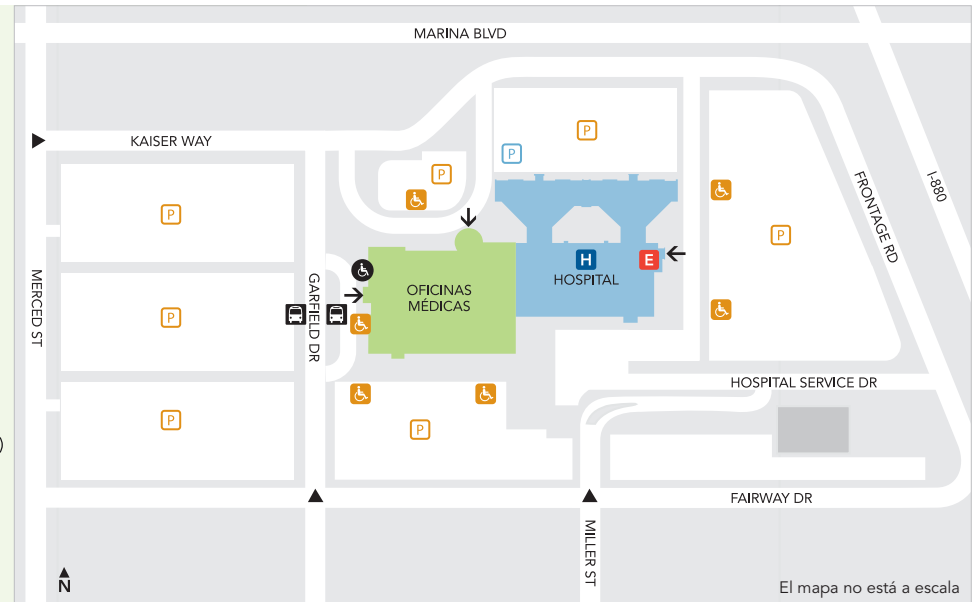 MARINA BLVD
KAISER WAY
P
P
P
P
P
FRONTAGE RD
I-880
MERCED ST
P
GARFIELD DR
OFICINAS
MÉDICAS
H
E
HOSPITAL
HOSPITAL SERVICE DR
P
P
FAIRWAY DR
MILLER ST
N
El mapa no está a escala
)